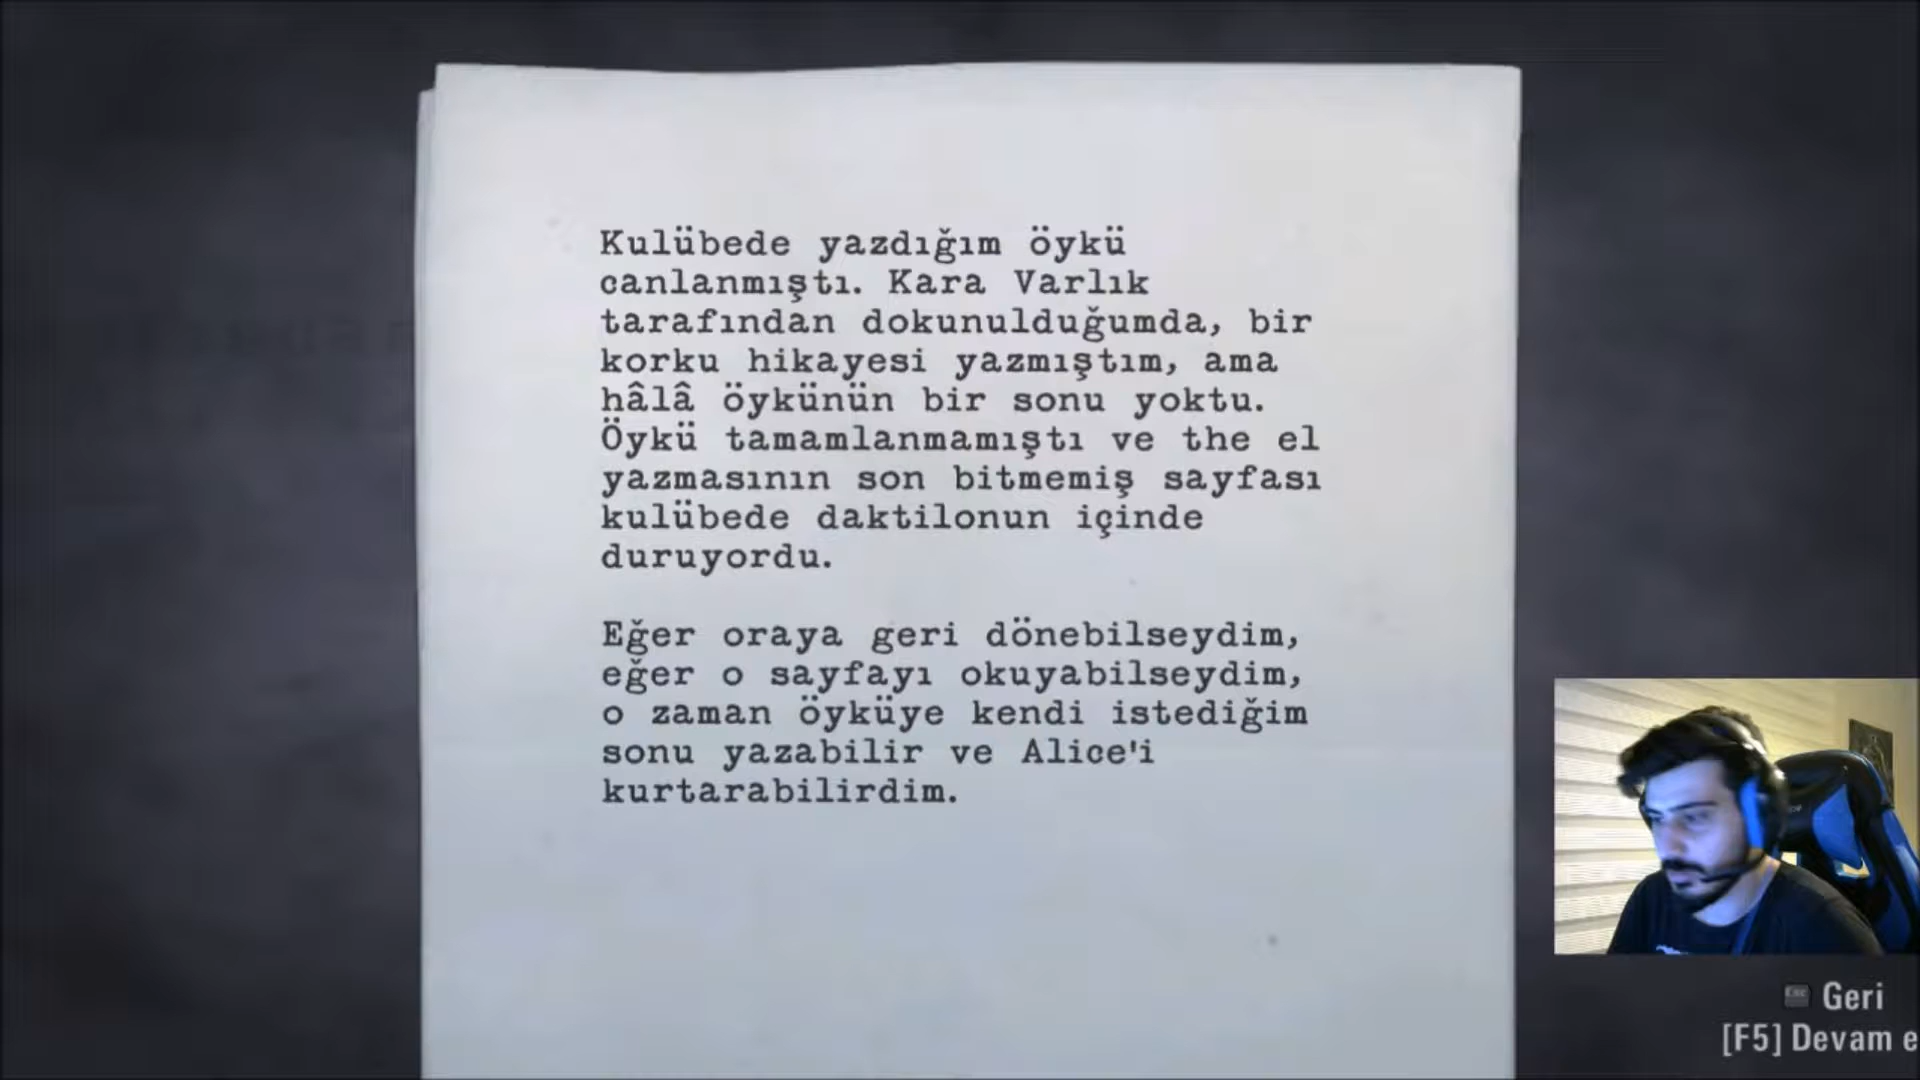 Kulübede yazdığım öykü
canlanmıştı. Kara Varlık
tarafından dokunulduğumda, bir
korku hikayesi yazmıştım, ama
hâlâ öykünün bir sonu yoktu.
Öykü tamamlanmamıştı ve the el
yazmasının son bitmemiş sayfası
kulübede daktilonun içinde
duruyordu.
Eğer oraya geri dönebilseydim,
eğer o sayfayı okuyabilseydim,
o zaman öyküye kendi istediğim
sonu yazabilir ve Alice'i
kurtarabilirdim.
Esc Geri
[F5] Devam e